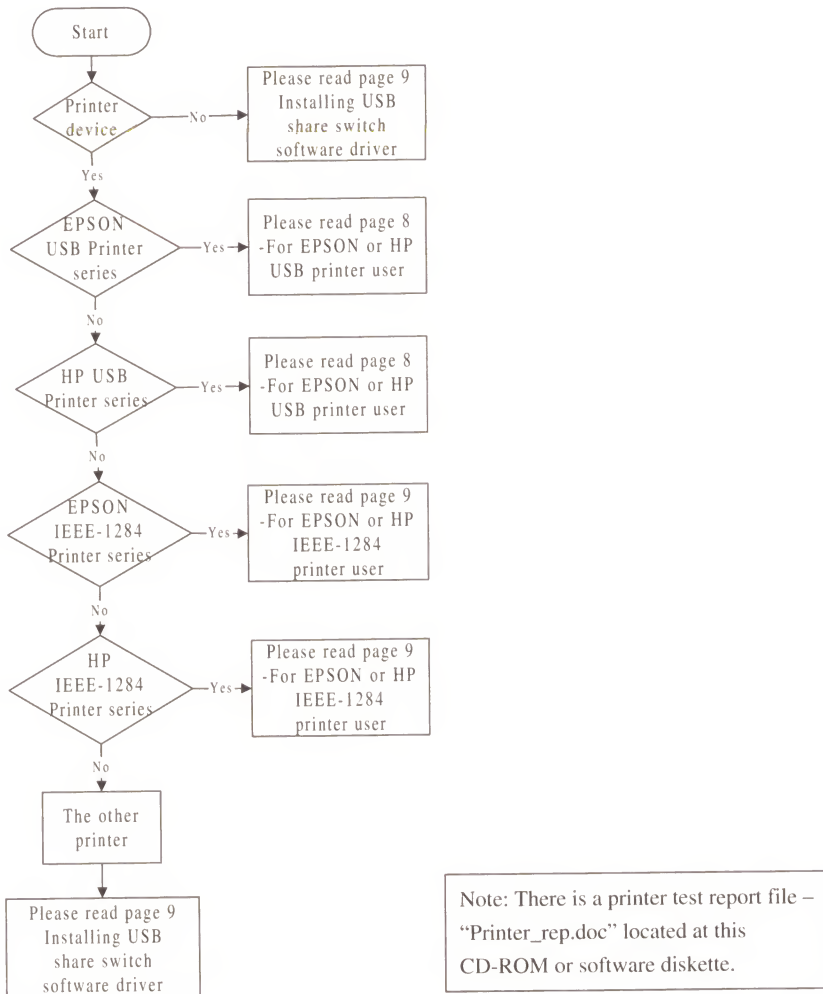 Start
Printer
device
No
Please read page 9
Installing USB
share switch
software driver
Yes
EPSON
USB Printer
series
Yes
Please read page 8
-For EPSON or HP
USB printer user
No
HP USB
Printer series
Yes
Please read page 8
-For EPSON or HP
USB printer user
No
EPSON
IEEE-1284
Printer series
Yes
Please read page 9
-For EPSON or HP
IEEE-1284
printer user
No
HP
IEEE-1284
Printer series
Yes
Please read page 9
-For EPSON or HP
IEEE-1284
printer user
No
The other
printer
Please read page 9
Installing USB
share switch
software driver
Note: There is a printer test report file –
“Printer_rep.doc” located at this
CD-ROM or software diskette.